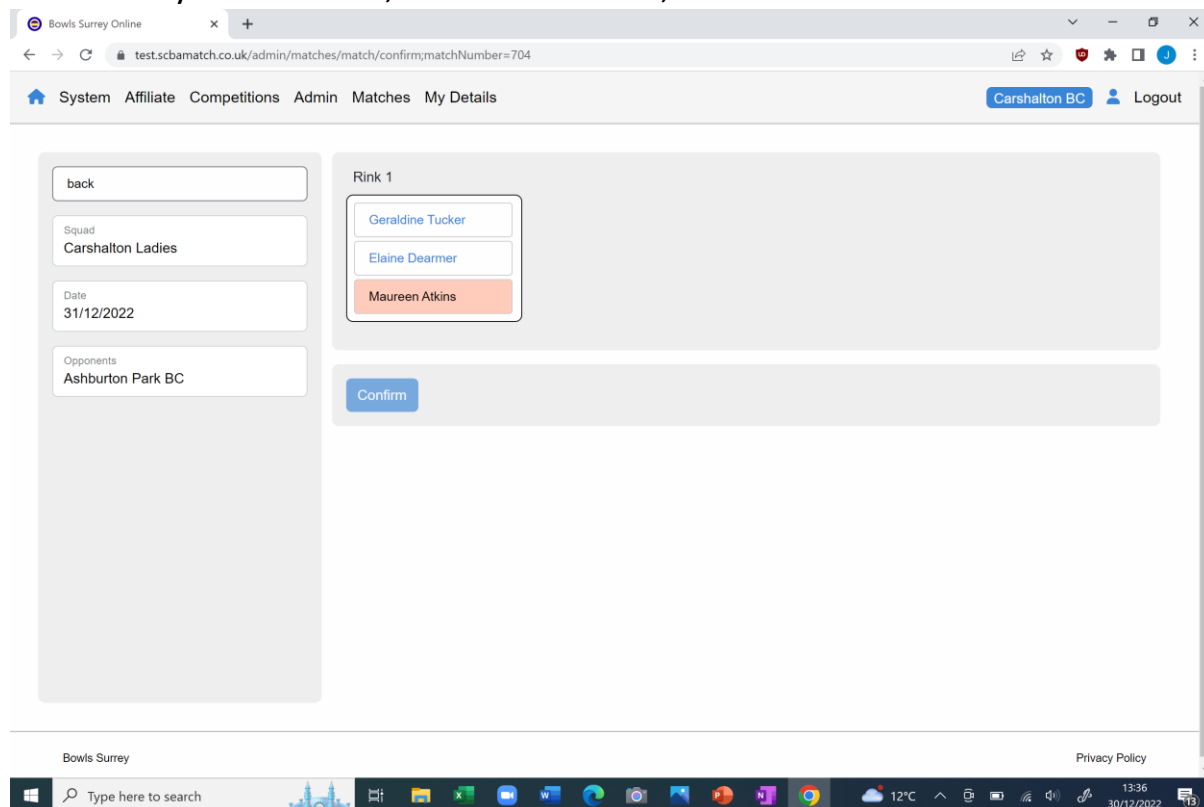 Bowls Surrey Online
test.scbamatch.co.uk/admin/matches/match/confirm;matchNumber=704
System Affiliate Competitions Admin Matches My Details Carshalton BC Logout
back
Squad
Carshalton Ladies
Date
31/12/2022
Opponents
Ashburton Park BC
Rink 1
Geraldine Tucker
Elaine Dearmer
Maureen Atkins
Confirm
Bowls Surrey Privacy Policy
Type here to search
12°C
13:36
30/12/2022